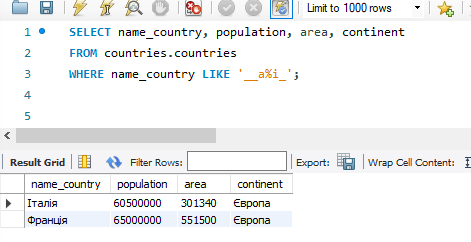 Limit to 1000 rows
1 SELECT name_country, population, area, continent
2 FROM countries.countries
3 WHERE name_country LIKE '__а%і_';
4
5
Result Grid Filter Rows: Export: Wrap Cell Content:
name_country population area continent
Італія 60500000 301340 Європа
Франція 65000000 551500 Європа